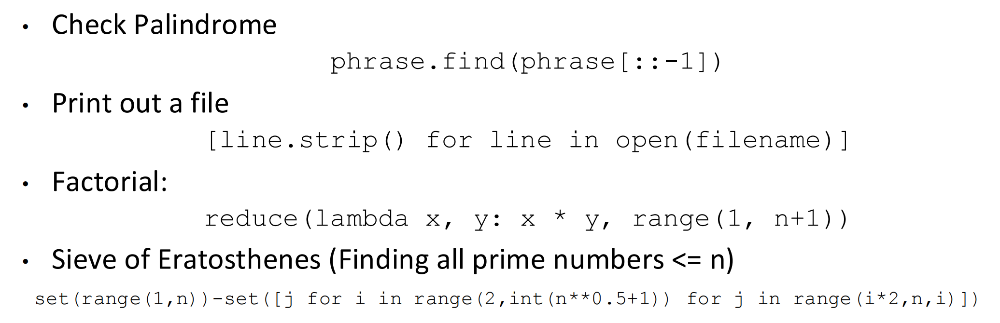 • Check Palindrome
phrase.find(phrase[::-1])
• Print out a file
[line.strip() for line in open(filename)]
• Factorial:
reduce(lambda x, y: x * y, range(1, n+1))
• Sieve of Eratosthenes (Finding all prime numbers <= n)
set(range(1,n))-set([j for i in range(2,int(n**0.5+1)) for j in range(i*2,n,i)])